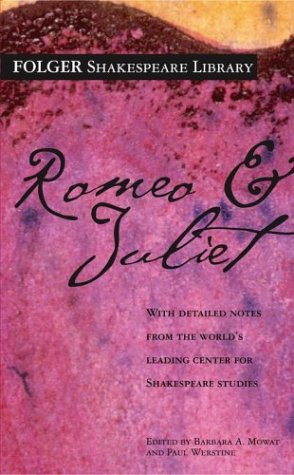 FOLGER SHAKESPEARE LIBRARY
Romeo &
Juliet
WITH DETAILED NOTES
FROM THE WORLD'S
LEADING CENTER FOR
SHAKESPEARE STUDIES
EDITED BY BARBARA A. MOWAT
AND PAUL WERSTINE